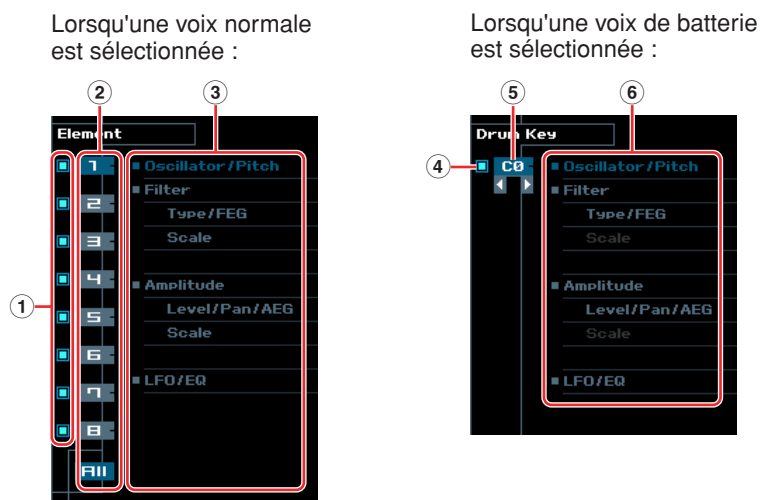 Lorsqu'une voix normale
est sélectionnée :
② ③
Element
1 Oscillator/Pitch
Filter
2 Type/FEG
3 Scale
4 Amplitude
① 5 Level/Pan/AEG
6 Scale
7 LFO/EQ
8
All
Lorsqu'une voix de batterie
est sélectionnée :
⑤ ⑥
Drum Key
④ C0 Oscillator/Pitch
Filter
Type/FEG
Scale
Amplitude
Level/Pan/AEG
Scale
LFO/EQ